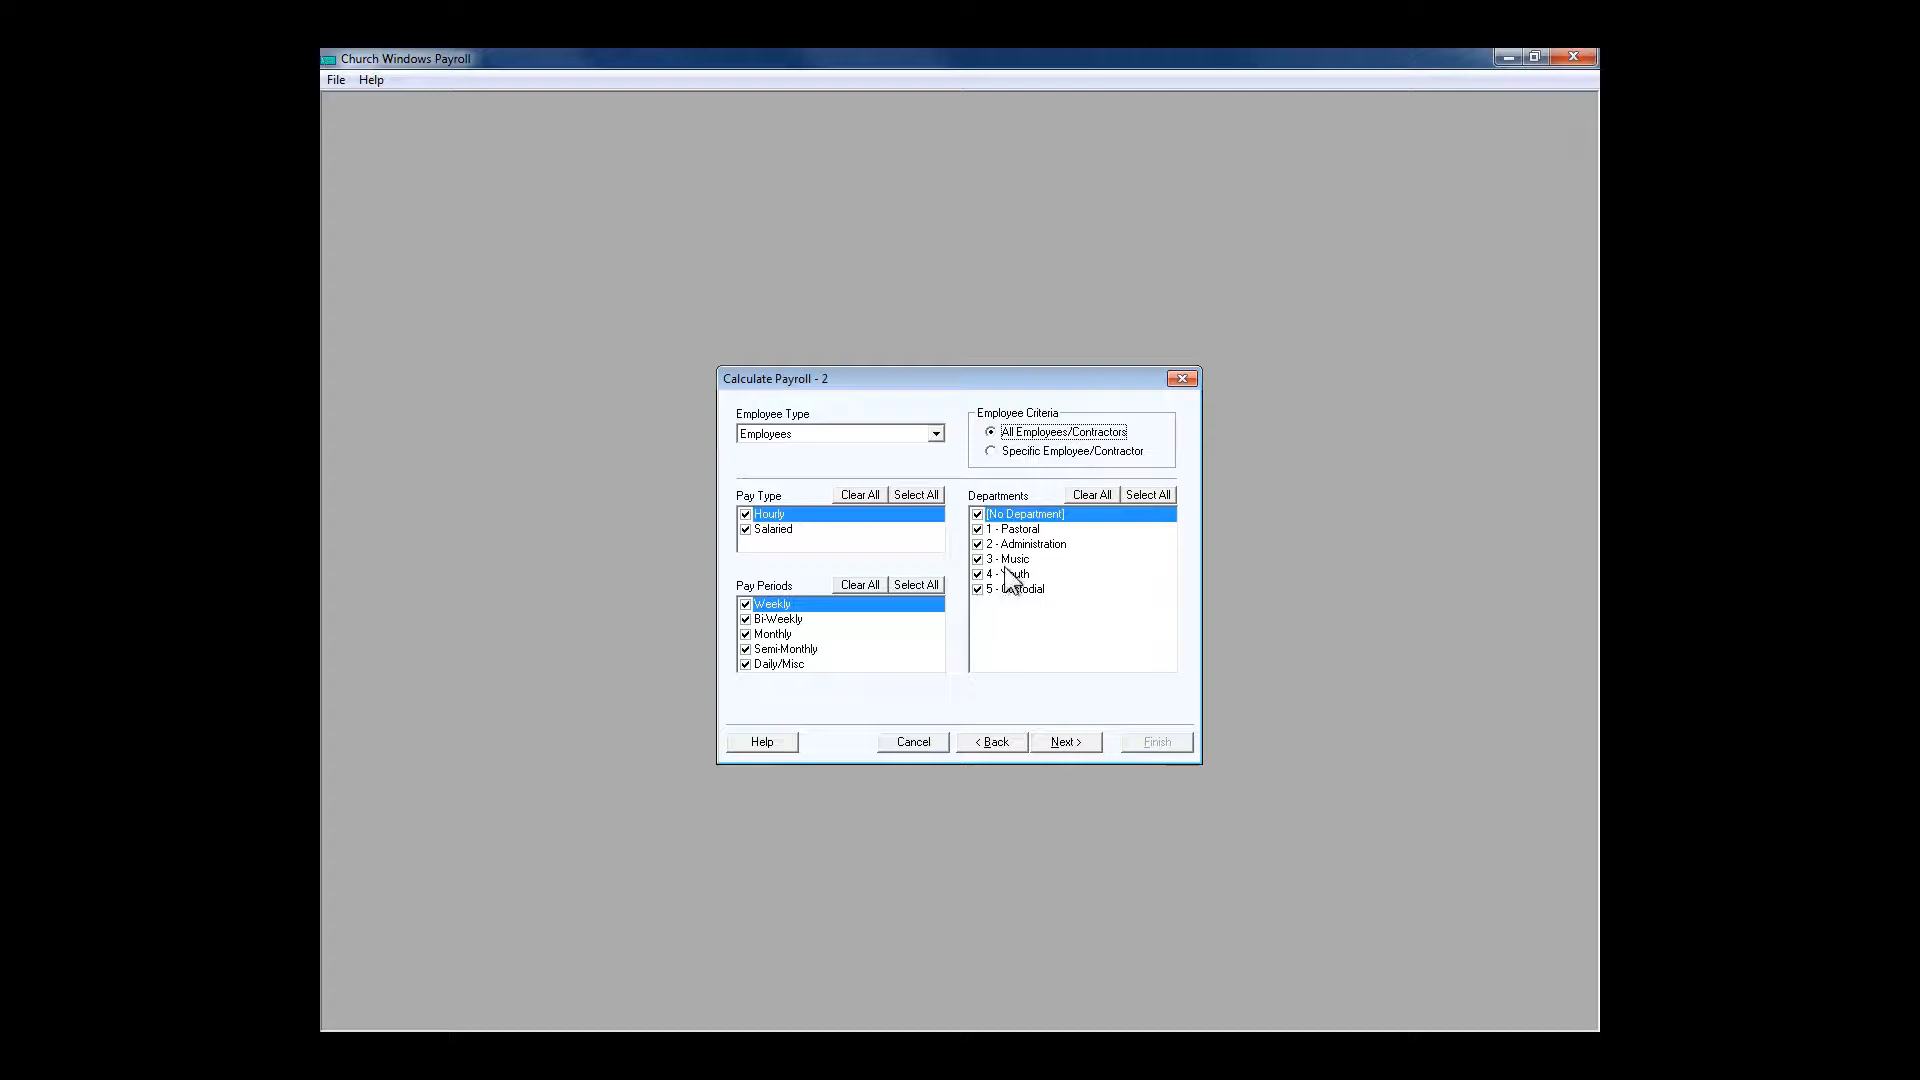 Church Windows Payroll
File Help
Calculate Payroll - 2
Employee Type
Employees
Employee Criteria
All Employees/Contractors
Specific Employee/Contractor
Pay Type Clear All Select All
Hourly
Salaried
Pay Periods Clear All Select All
Weekly
Bi-Weekly
Monthly
Semi-Monthly
Daily/Misc
Departments Clear All Select All
[No Department]
1 - Pastoral
2 - Administration
3 - Music
4 - Youth
5 - Custodial
Help Cancel < Back Next > Finish